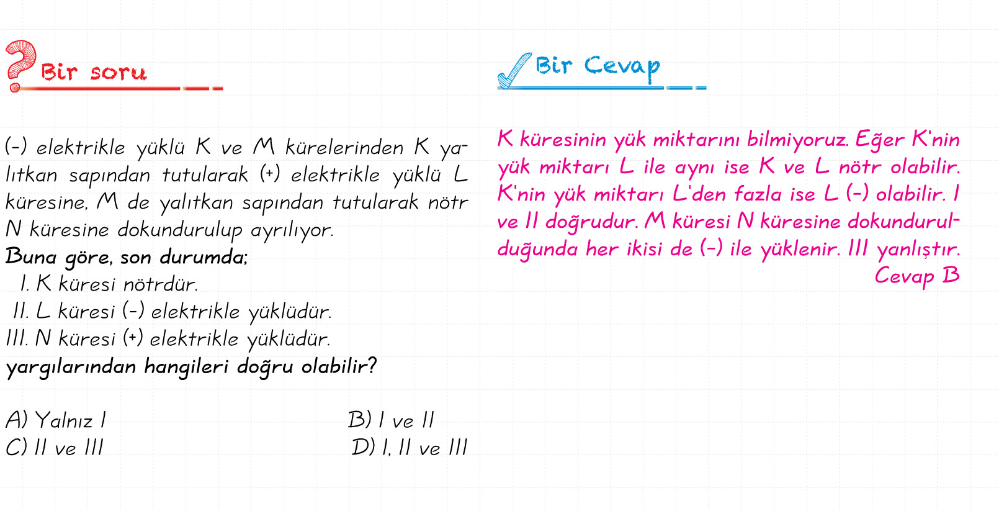 Bir soru
(-) elektrikle yüklü K ve M kürelerinden K ya-
lıtkan sapından tutularak (+) elektrikle yüklü L
küresine, M de yalıtkan sapından tutularak nötr
N küresine dokundurulup ayrılıyor.
Buna göre, son durumda;
I. K küresi nötrdür.
II. L küresi (-) elektrikle yüklüdür.
III. N küresi (+) elektrikle yüklüdür.
yargılarından hangileri doğru olabilir?
A) Yalnız I B) I ve II
C) II ve III D) I, II ve III
Bir Cevap
K küresinin yük miktarını bilmiyoruz. Eğer K'nin
yük miktarı L ile aynı ise K ve L nötr olabilir.
K'nin yük miktarı L'den fazla ise L (-) olabilir. I
ve II doğrudur. M küresi N küresine dokundurul-
duğunda her ikisi de (-) ile yüklenir. III yanlıştır.
Cevap B